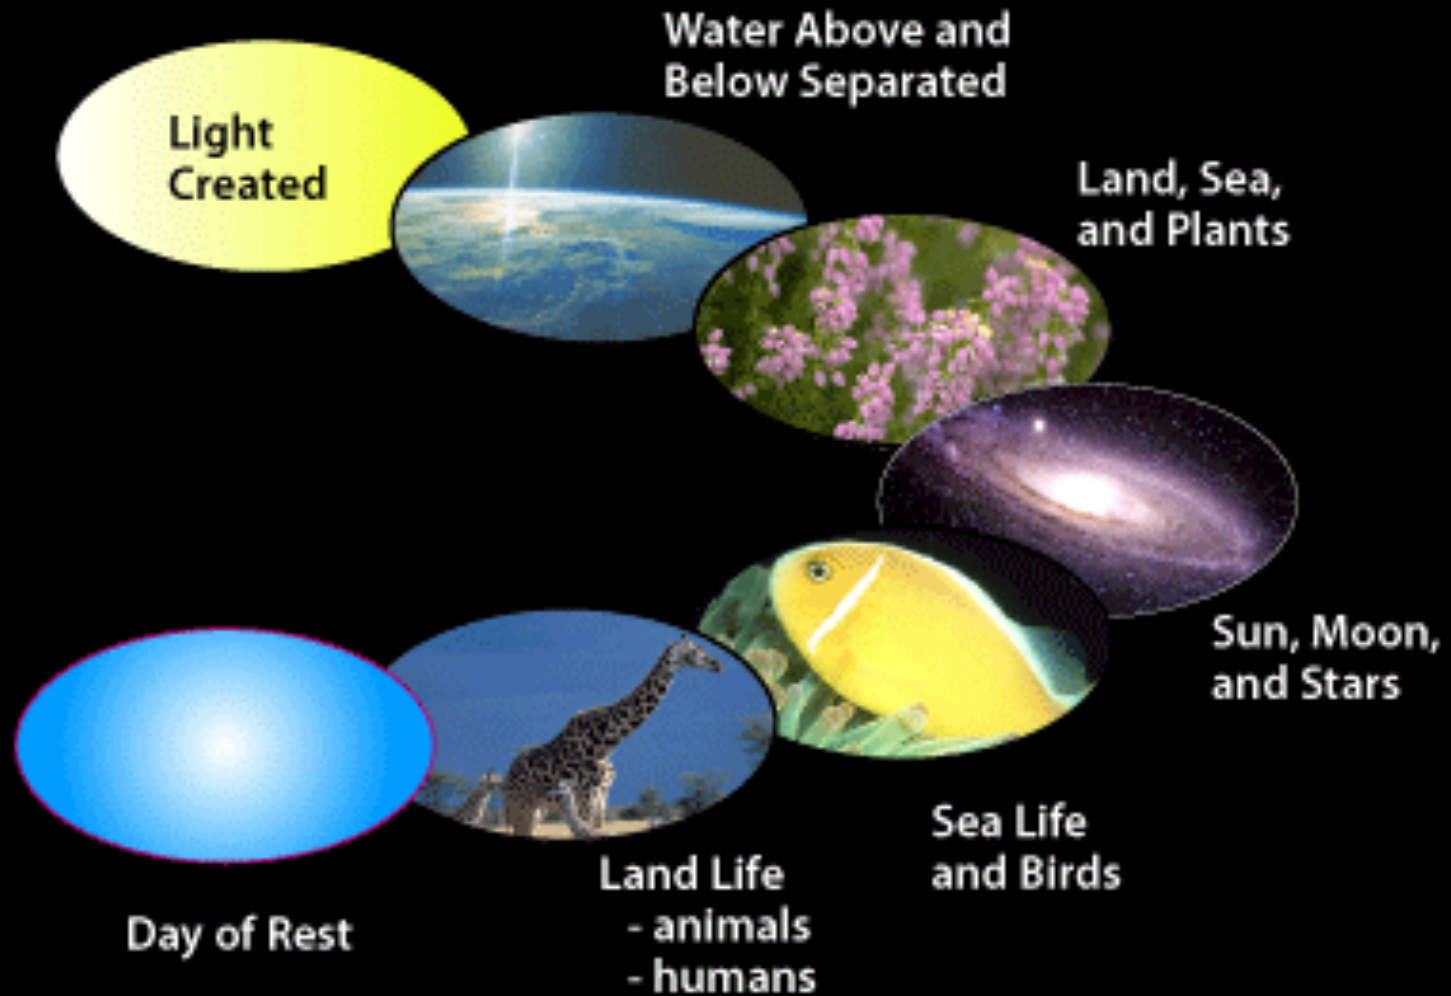 Light
Created
Water Above and
Below Separated
Land, Sea,
and Plants
Sun, Moon,
and Stars
Sea Life
and Birds
Land Life
- animals
- humans
Day of Rest